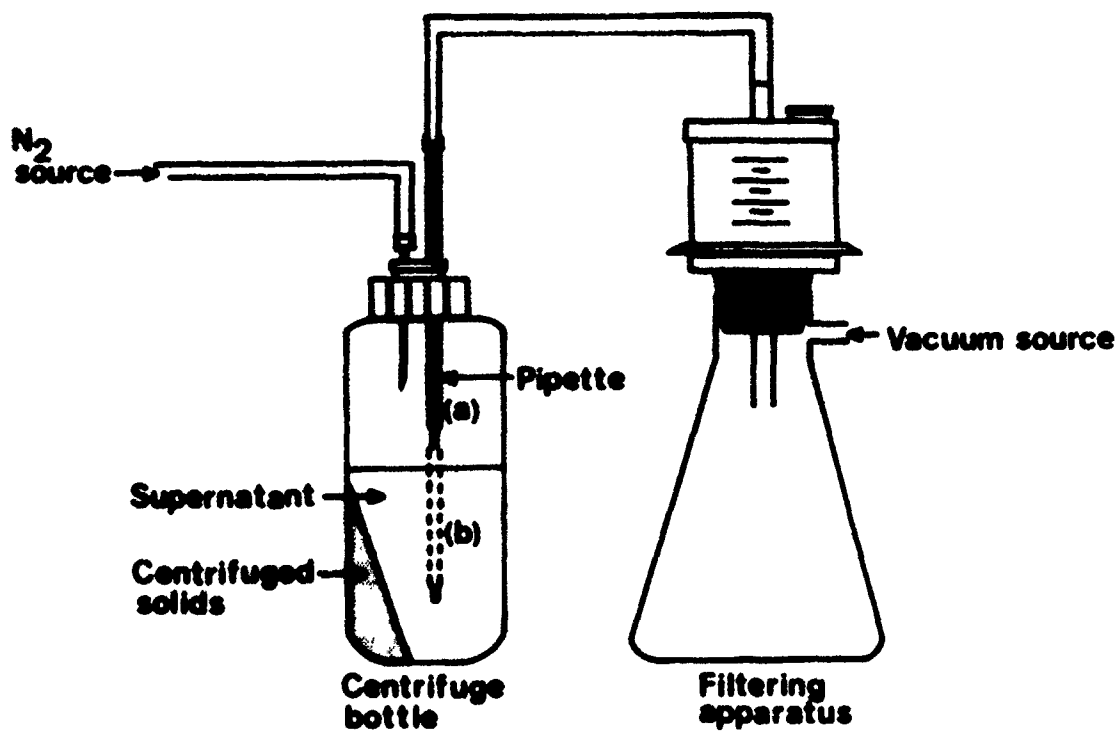 N2
source
Pipette
(a)
Vacuum source
Supernatant
(b)
Centrifuged
solids
Centrifuge
bottle
Filtering
apparatus